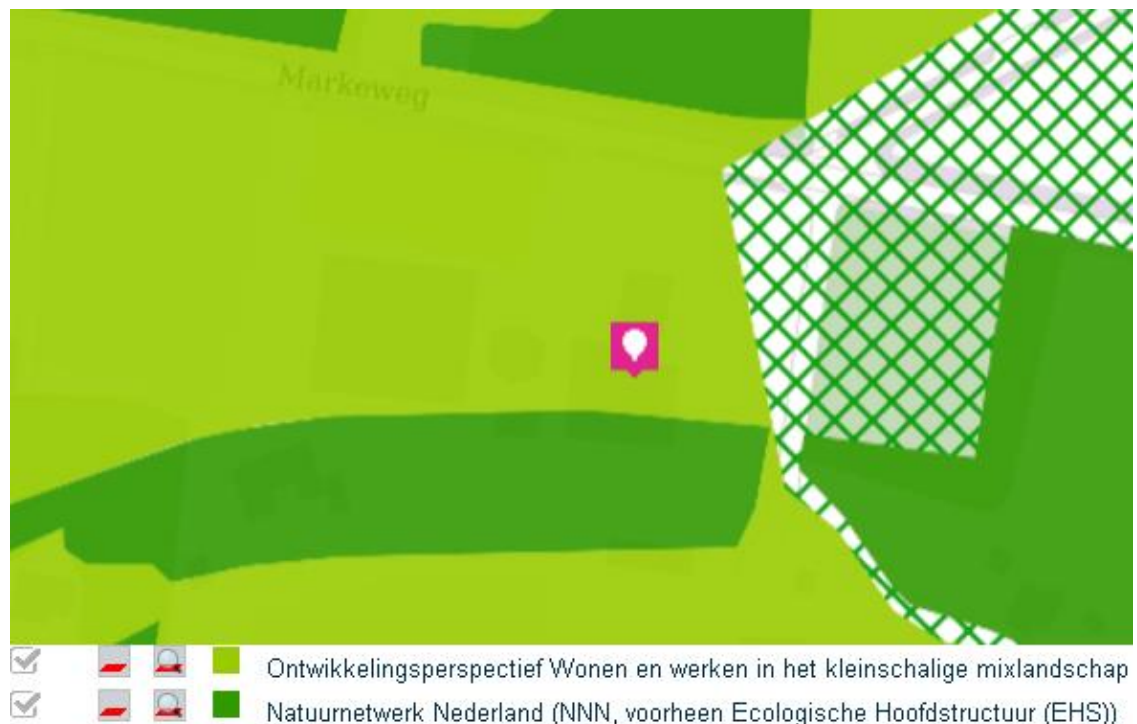 Markeweg
Ontwikkelingsperspectief Wonen en werken in het kleinschalige mixlandschap
Natuurnetwerk Nederland (NNN, voorheen Ecologische Hoofdstructuur (EHS))